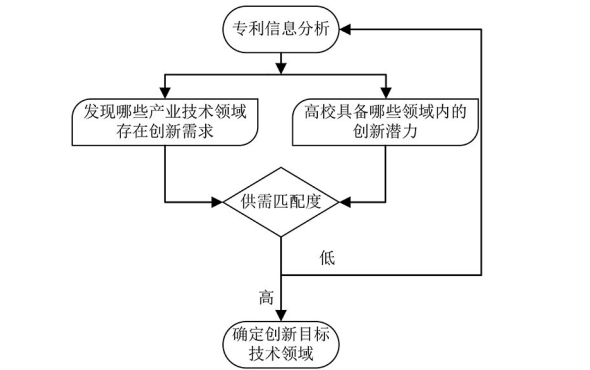 专利信息分析
发现哪些产业技术领域
存在创新需求
高校具备哪些领域内的
创新潜力
供需匹配度
低
高
确定创新目标
技术领域